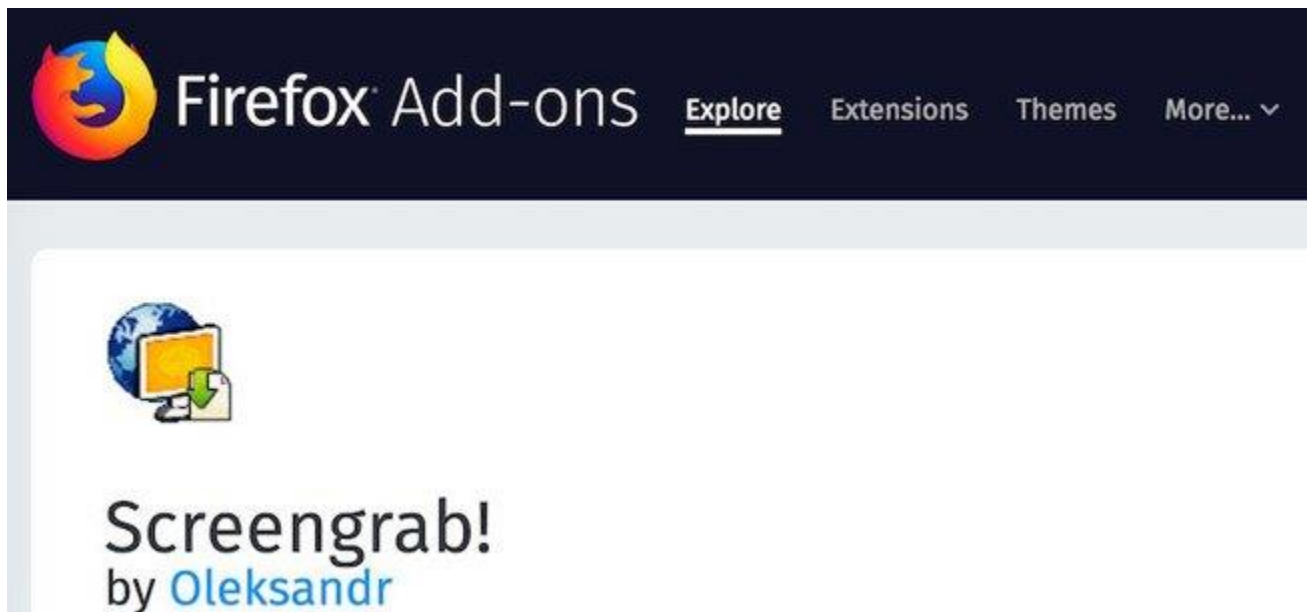 Firefox Add-ons Explore Extensions Themes More...
Screengrab!
by Oleksandr